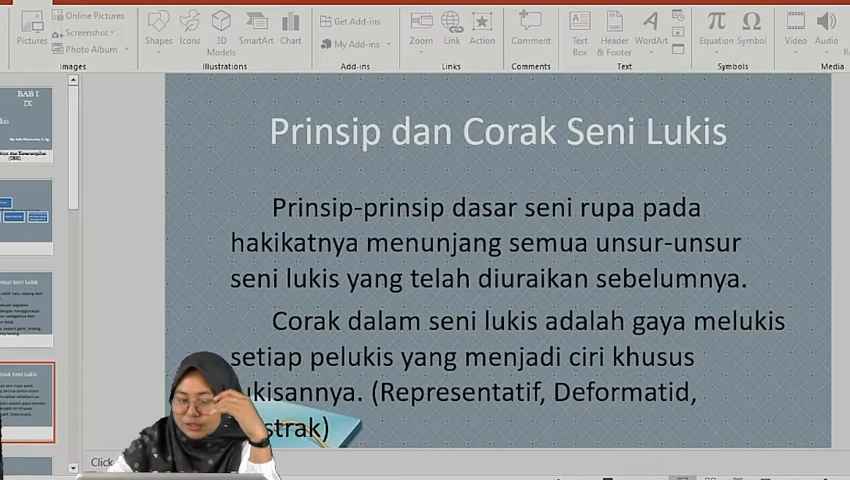 Online Pictures
Screenshot
Photo Album
Pictures
Shapes
Icons
3D
Models
SmartArt
Chart
Get Add-ins
My Add-ins
Zoom
Link
Action
Comment
Text
Box
Header
& Footer
WordArt
Equation
Symbol
Video
Audio
Images
Illustrations
Add-ins
Links
Comments
Text
Symbols
Media
BAB I
IX
Prinsip dan Corak Seni Lukis
Prinsip-prinsip dasar seni rupa pada
hakikatnya menunjang semua unsur-unsur
seni lukis yang telah diuraikan sebelumnya.
Corak dalam seni lukis adalah gaya melukis
setiap pelukis yang menjadi ciri khusus
ukisannya. (Representatif, Deformatid,
strak)
Click